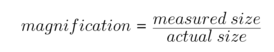 magnification = measured size / actual size